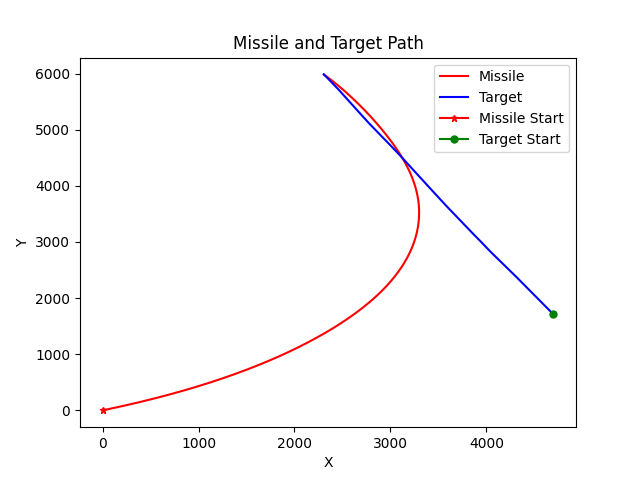 Missile and Target Path
Missile
Target
Missile Start
Target Start
6000
5000
4000
3000
2000
1000
0
Y
0 1000 2000 3000 4000
X